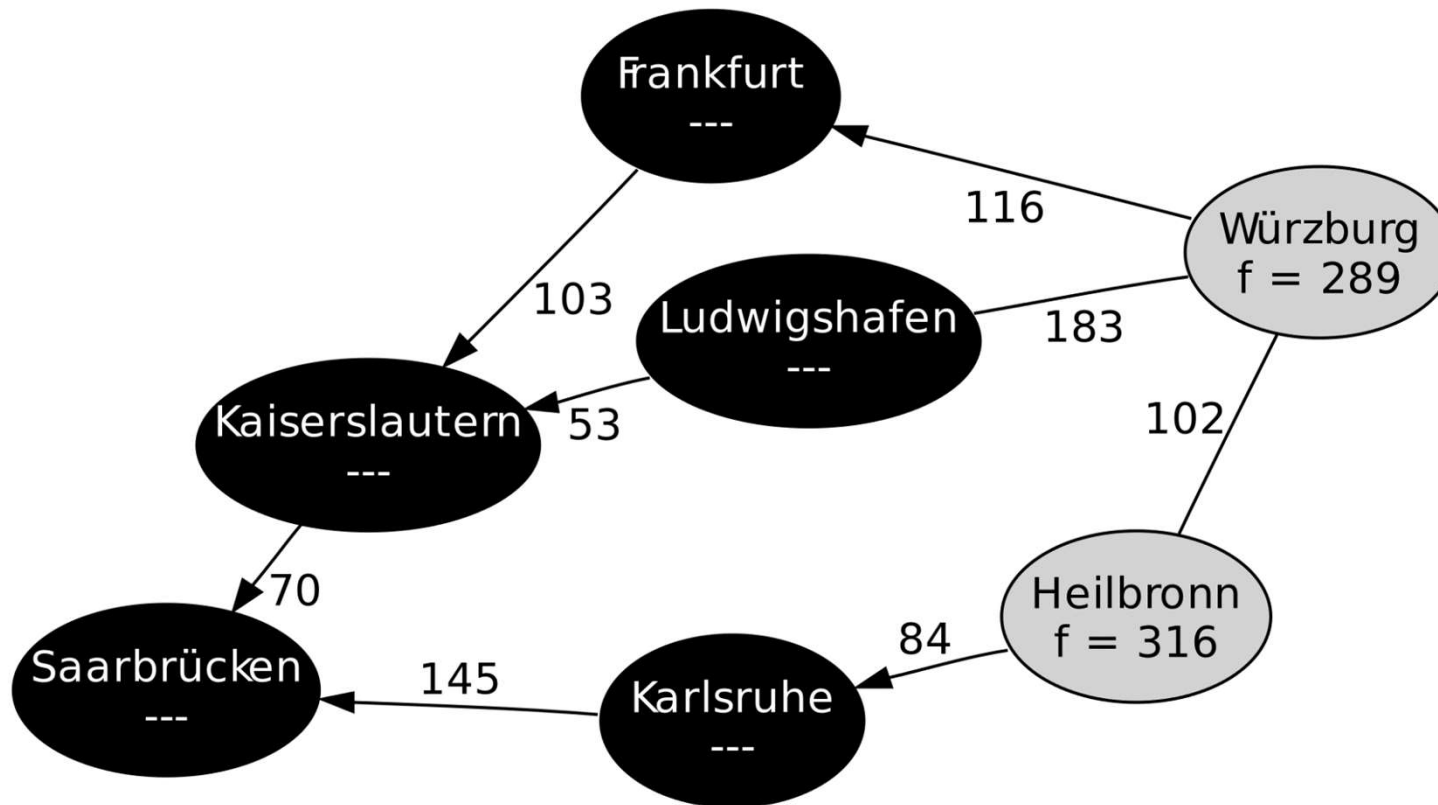 Frankfurt
---
116
Würzburg
f = 289
103
Ludwigshafen
---
183
Kaiserslautern
---
53
102
70
Heilbronn
f = 316
84
Saarbrücken
---
145
Karlsruhe
---